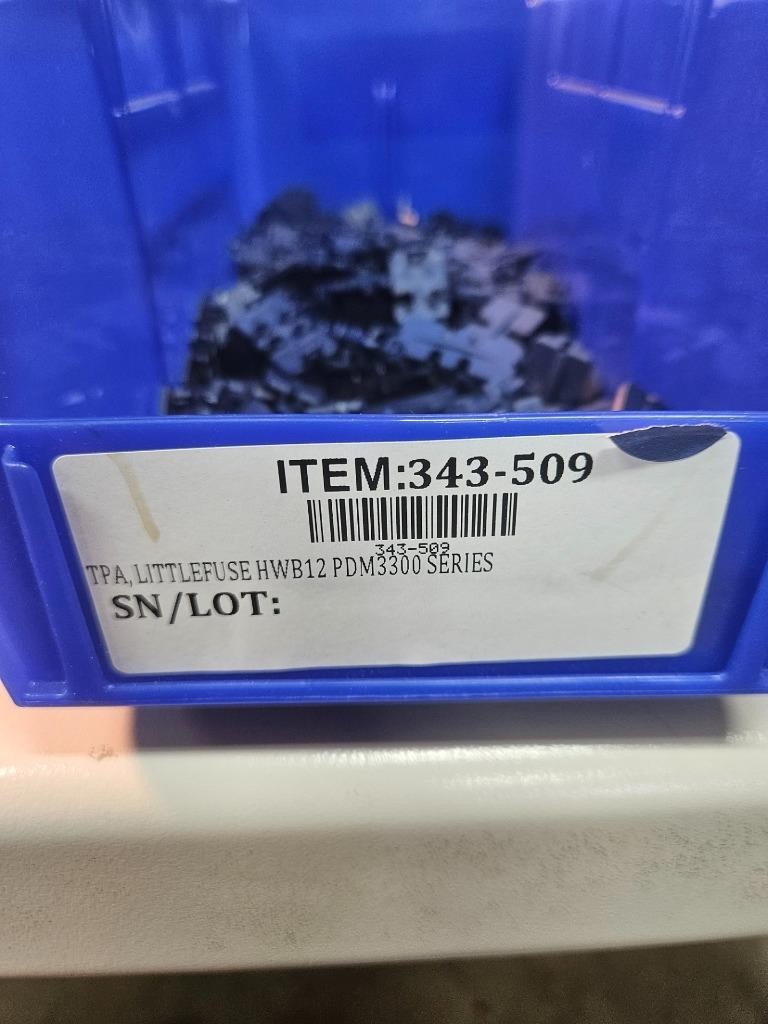 ITEM:343-509
343-509
TPA, LITTLEFUSE HWB12 PDM3300 SERIES
SN/LOT: